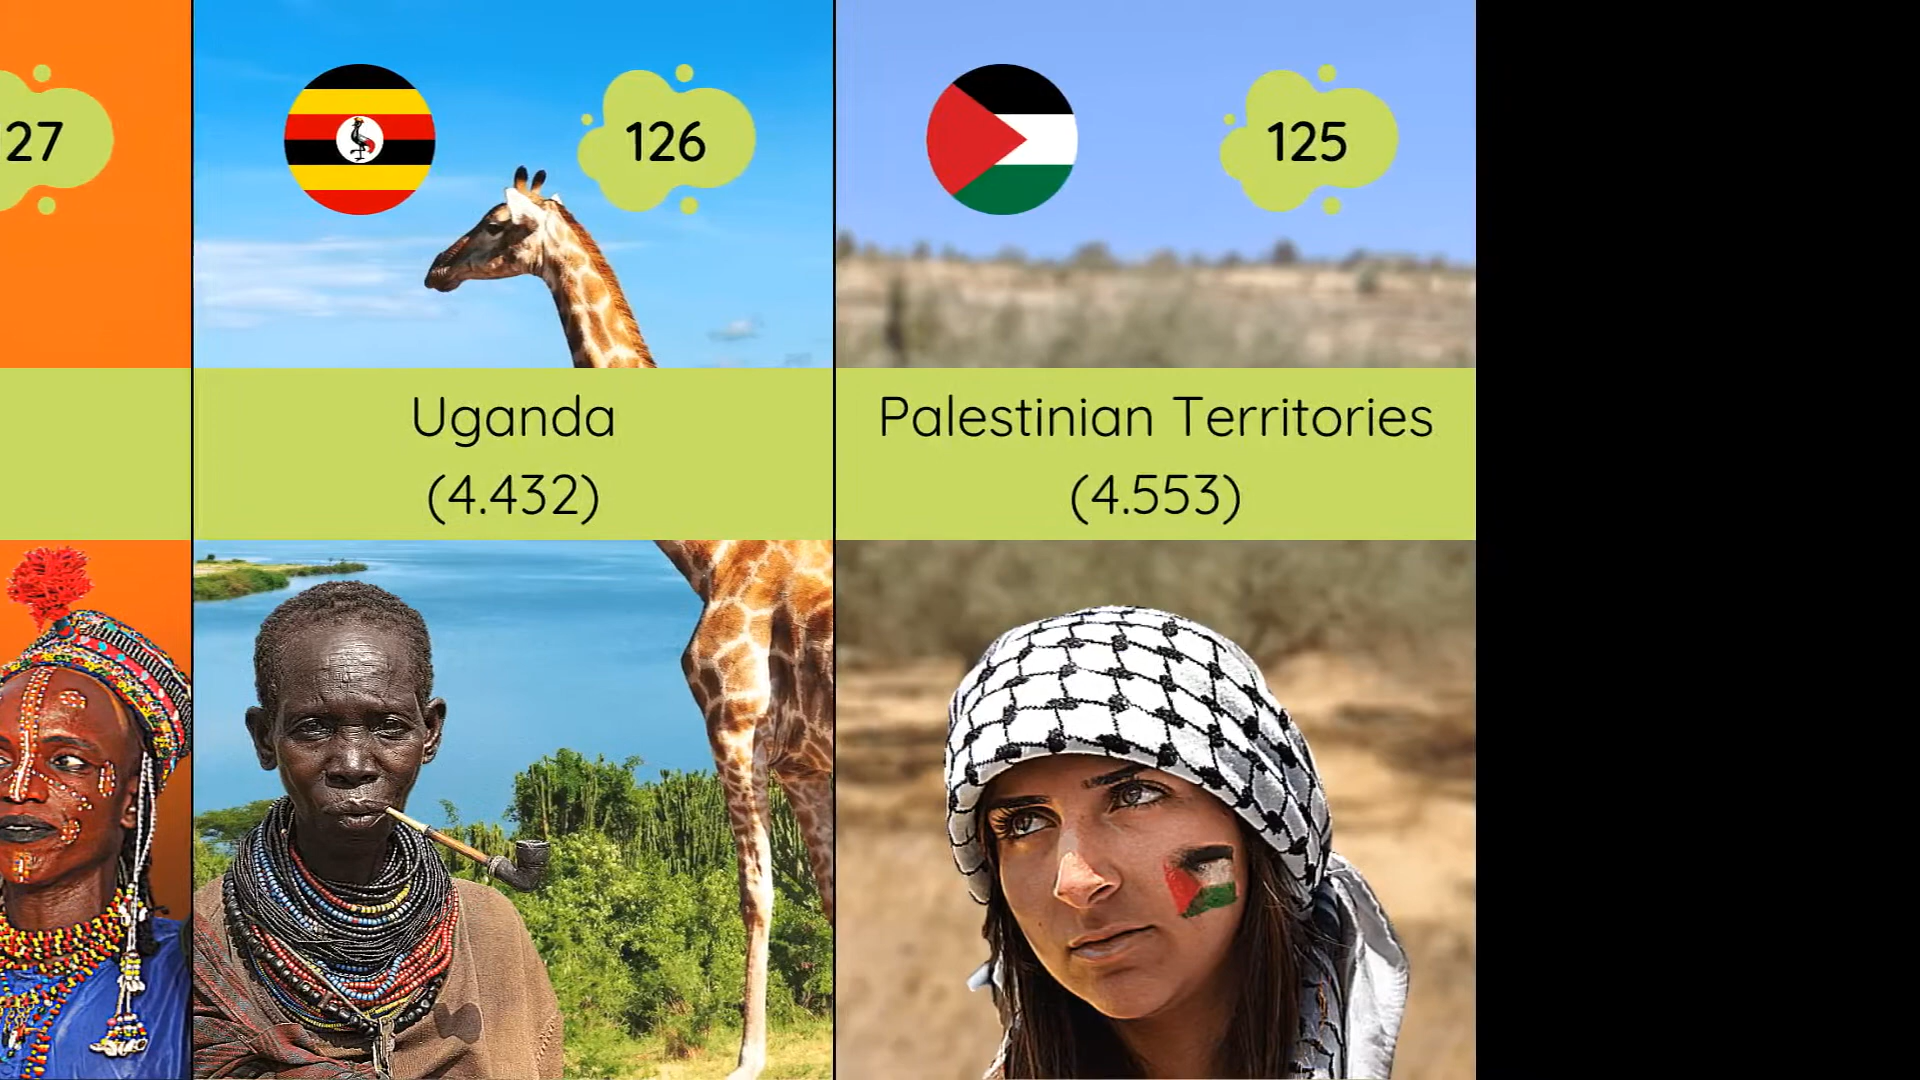 27
126
125
Uganda
(4.432)
Palestinian Territories
(4.553)